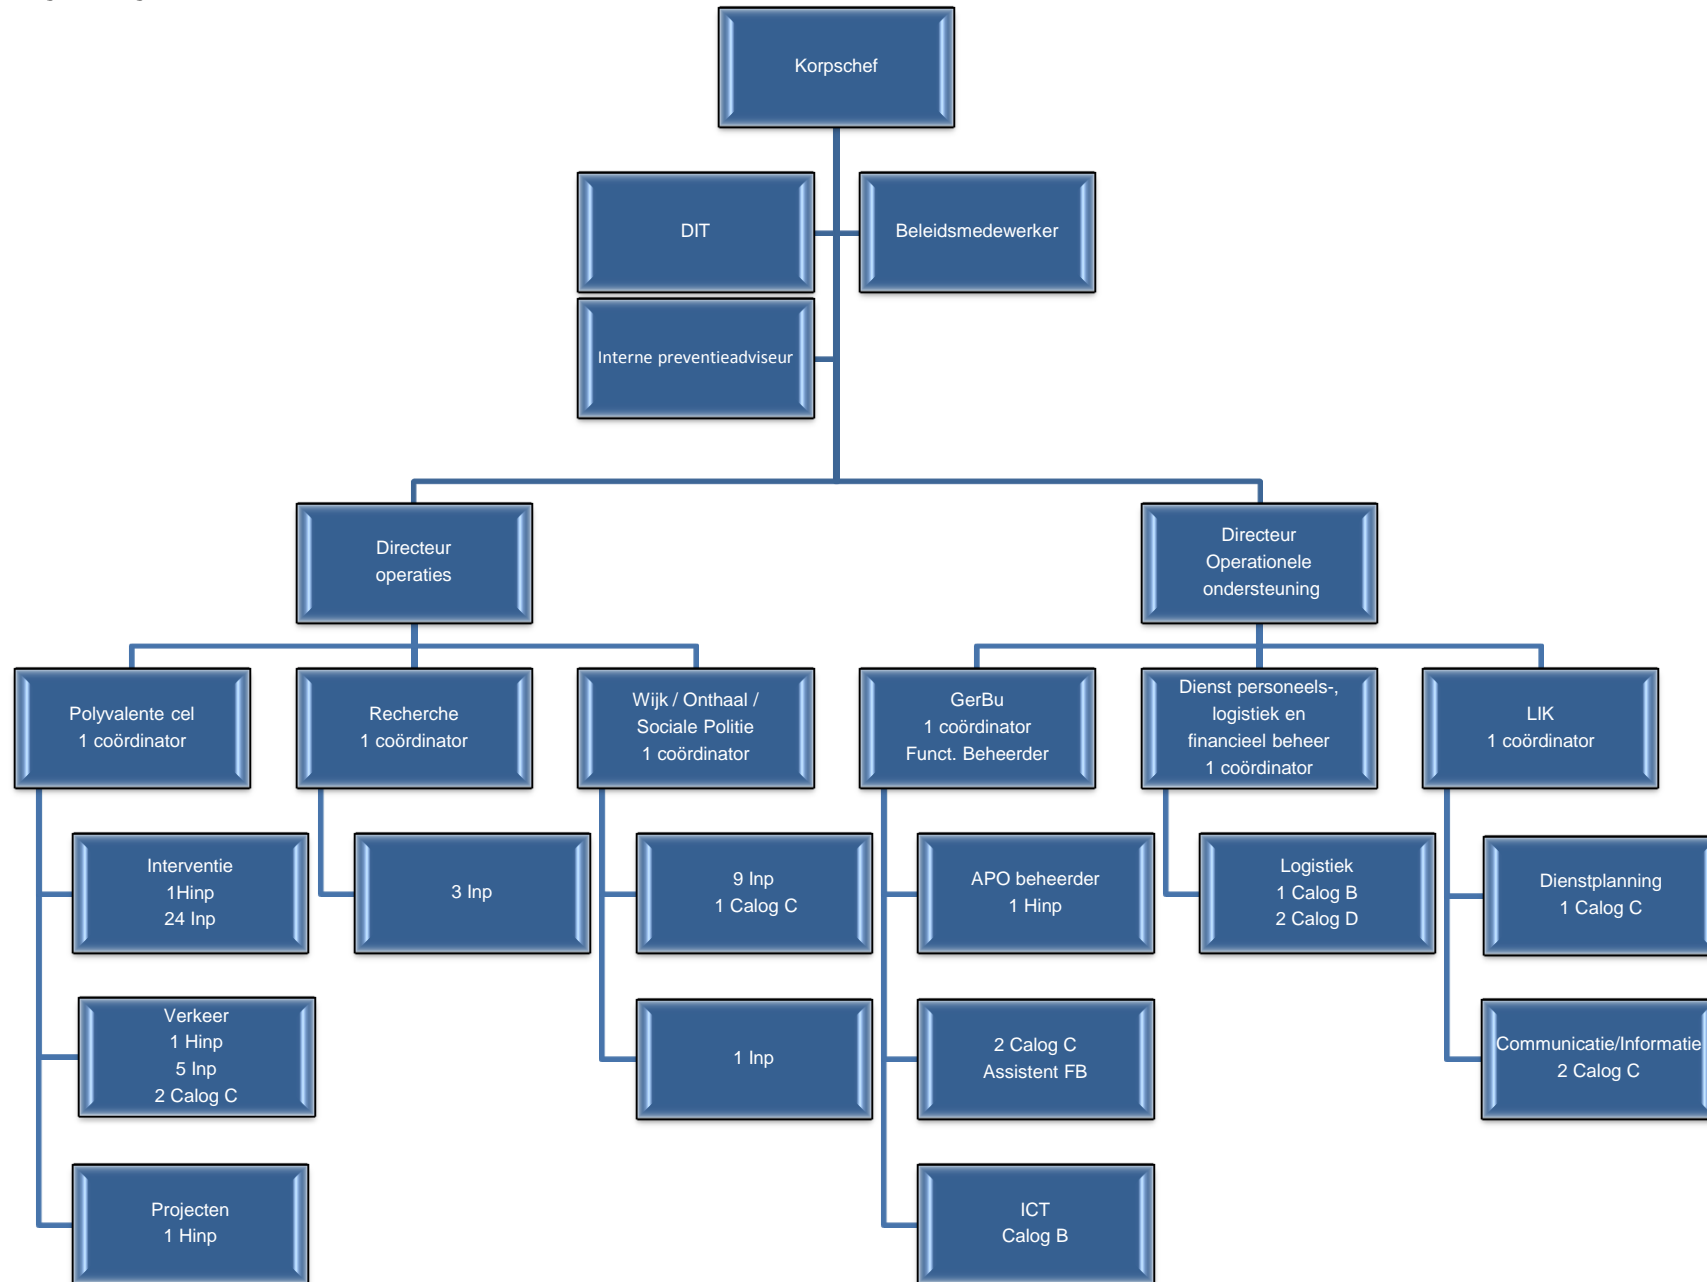 Korpschef
DIT
Beleidsmedewerker
Interne preventieadviseur
Directeur
operaties
Directeur
Operationele
ondersteuning
Polyvalente cel
1 coördinator
Recherche
1 coördinator
Wijk / Onthaal /
Sociale Politie
1 coördinator
GerBu
1 coördinator
Funct. Beheerder
Dienst personeels-,
logistiek en
financieel beheer
1 coördinator
LIK
1 coördinator
Interventie
1Hinp
24 Inp
3 Inp
9 Inp
1 Calog C
APO beheerder
1 Hinp
Logistiek
1 Calog B
2 Calog D
Dienstplanning
1 Calog C
Verkeer
1 Hinp
5 Inp
2 Calog C
1 Inp
2 Calog C
Assistent FB
Communicatie/Informatie
2 Calog C
Projecten
1 Hinp
ICT
Calog B